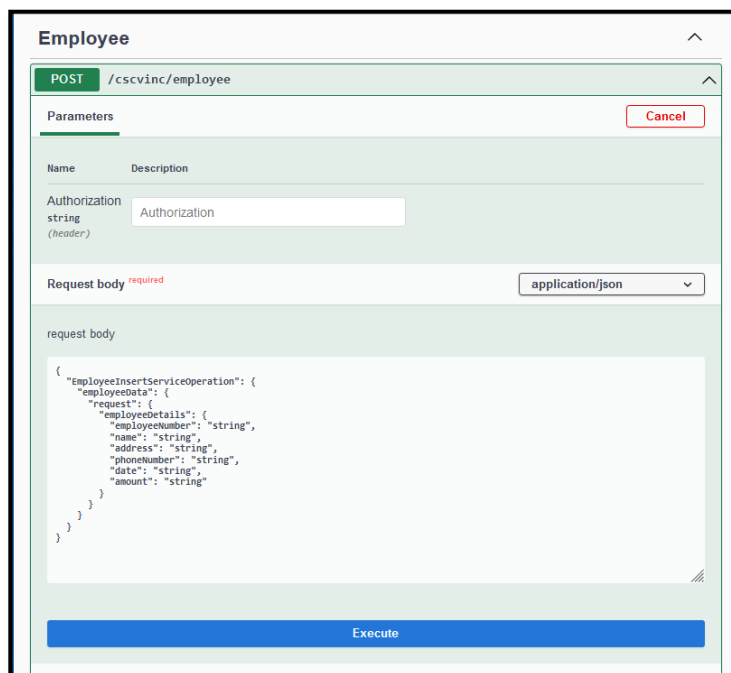 Employee
POST /cscvinc/employee
Parameters
Cancel
Name Description
Authorization
string
(header)
Authorization
Request body required
application/json
request body
{
  "EmployeeInsertServiceOperation": {
    "employeeData": {
      "request": {
        "employeeDetails": {
          "employeeNumber": "string",
          "name": "string",
          "address": "string",
          "phoneNumber": "string",
          "date": "string",
          "amount": "string"
        }
      }
    }
  }
}
Execute